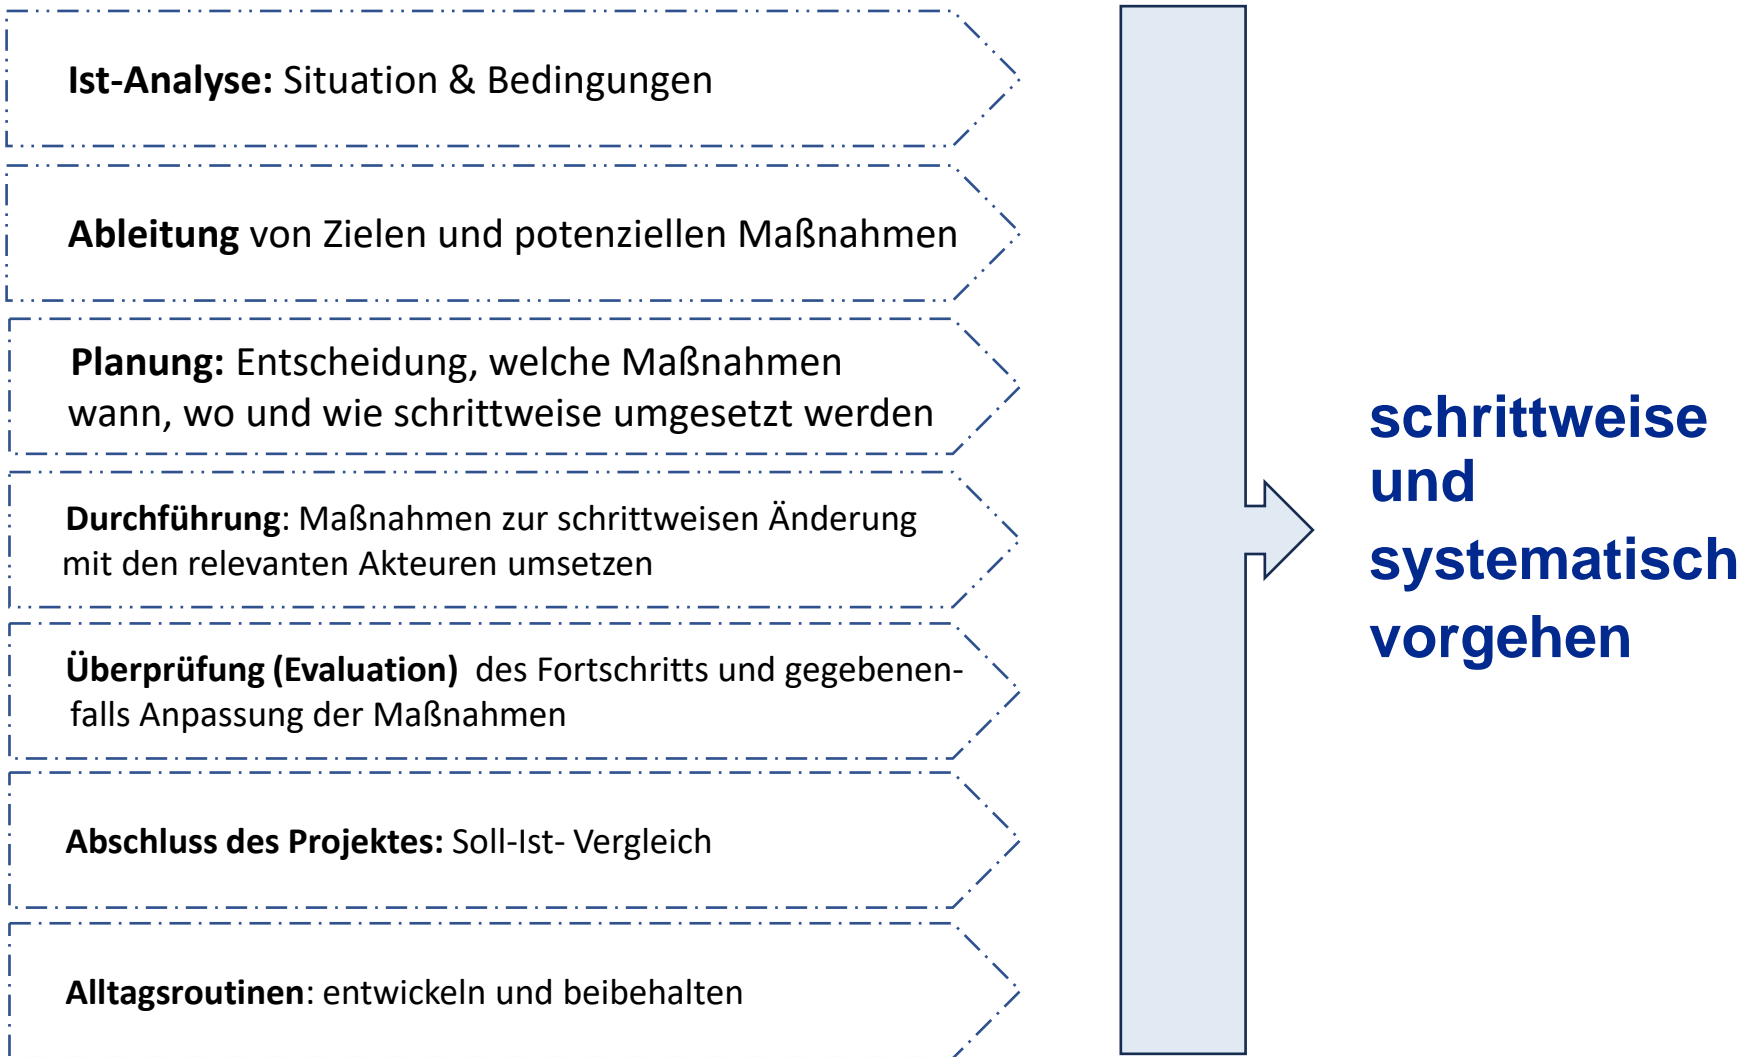 Ist-Analyse: Situation & Bedingungen
Ableitung von Zielen und potenziellen Maßnahmen
Planung: Entscheidung, welche Maßnahmen
wann, wo und wie schrittweise umgesetzt werden
Durchführung: Maßnahmen zur schrittweisen Änderung
mit den relevanten Akteuren umsetzen
Überprüfung (Evaluation) des Fortschritts und gegebenen-
falls Anpassung der Maßnahmen
Abschluss des Projektes: Soll-Ist- Vergleich
Alltagsroutinen: entwickeln und beibehalten
schrittweise
und
systematisch
vorgehen